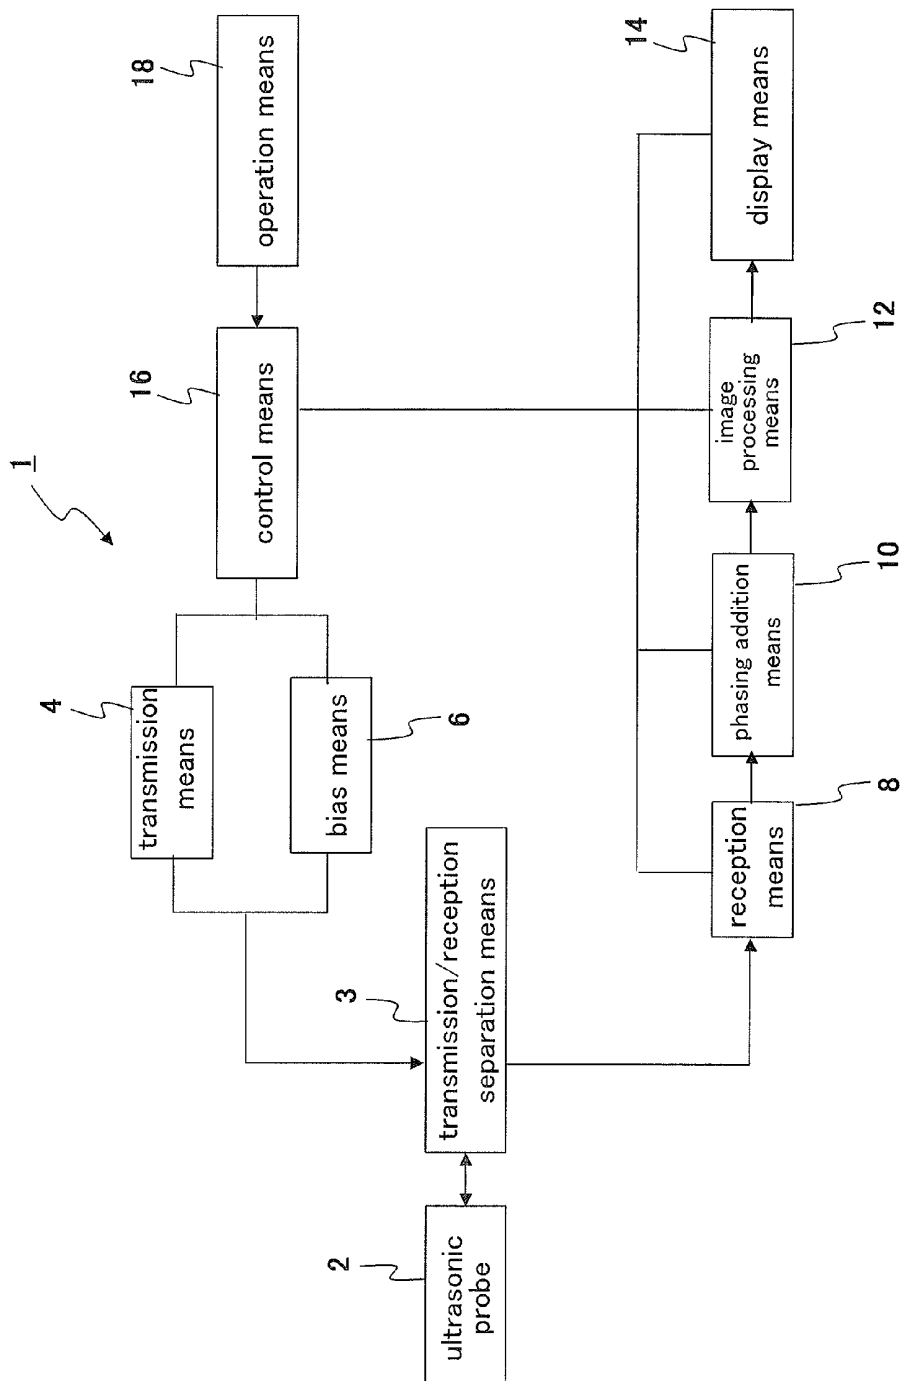 1
18
operation means
16
control means
4
transmission
means
6
bias means
3
transmission/reception
separation means
2
ultrasonic
probe
8
reception
means
10
phasing addition
means
12
image
processing
means
14
display means